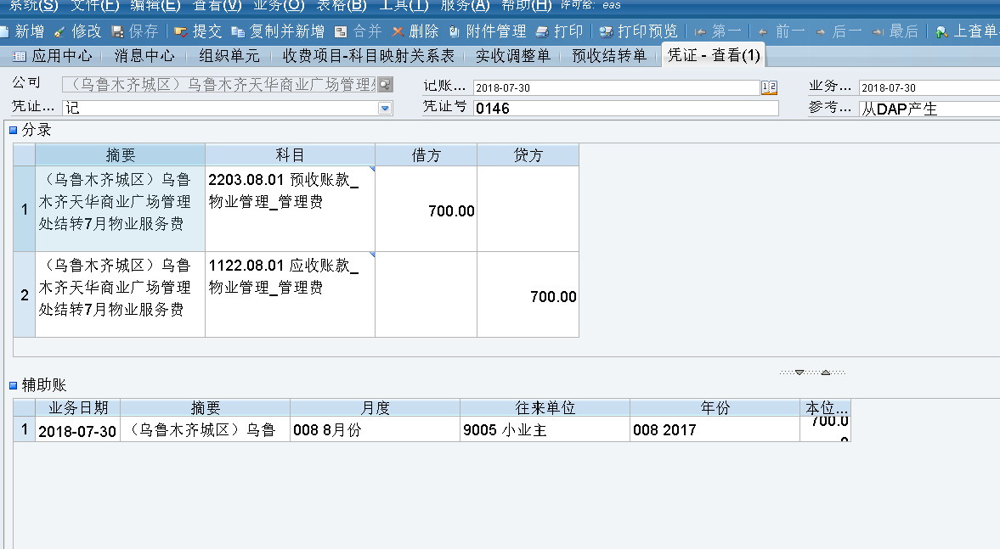 系统(S) 文件(F) 编辑(E) 查看(V) 业务(O) 表格(B) 工具(T) 服务(A) 帮助(H) 许可给: eas
新增 修改 保存 提交 复制并新增 合并 删除 附件管理 打印 打印预览 第一 前一 后一 最后 上查单
应用中心 消息中心 组织单元 收费项目-科目映射关系表 实收调整单 预收结转单 凭证 - 查看(1)
公司 （乌鲁木齐城区）乌鲁木齐天华商业广场管理 记账... 2018-07-30 12 业务... 2018-07-30
凭证... 记 凭证号 0146 参考... 从DAP产生
分录
摘要 科目 借方 贷方
1 （乌鲁木齐城区）乌鲁 2203.08.01 预收账款_
木齐天华商业广场管理 物业管理_管理费 700.00
处结转7月物业服务费
2 （乌鲁木齐城区）乌鲁 1122.08.01 应收账款_
木齐天华商业广场管理 物业管理_管理费 700.00
处结转7月物业服务费
辅助账
业务日期 摘要 月度 往来单位 年份 本位...
1 2018-07-30 （乌鲁木齐城区）乌鲁 008 8月份 9005 小业主 008 2017 700.0
0